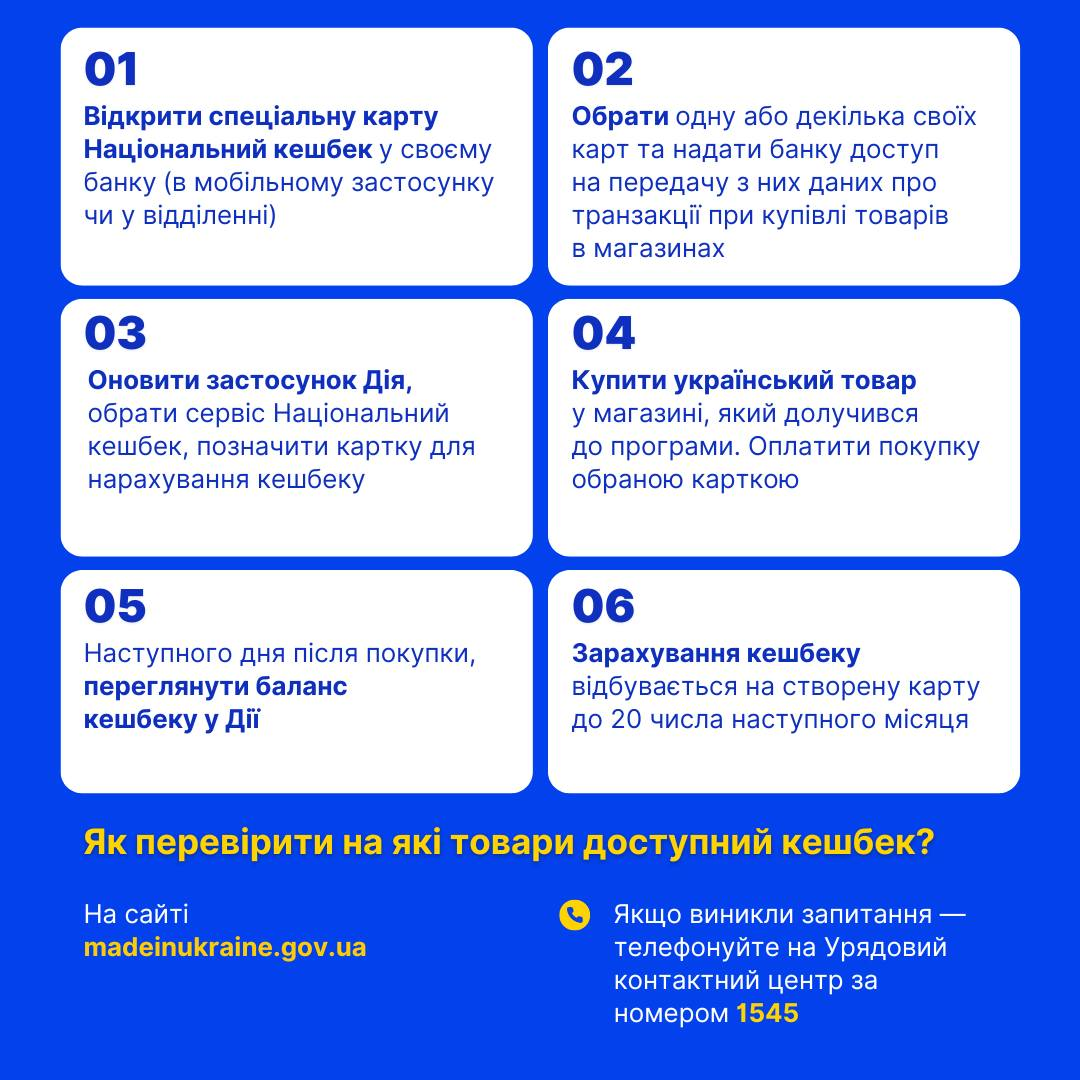 01
Відкрити спеціальну карту
Національний кешбек у своєму
банку (в мобільному застосунку
чи у відділенні)
02
Обрати одну або декілька своїх
карт та надати банку доступ
на передачу з них даних про
транзакції при купівлі товарів
в магазинах
03
Оновити застосунок Дія,
обрати сервіс Національний
кешбек, позначити картку для
нарахування кешбеку
04
Купити український товар
у магазині, який долучився
до програми. Оплатити покупку
обраною карткою
05
Наступного дня після покупки,
переглянути баланс
кешбеку у Дії
06
Зарахування кешбеку
відбувається на створену карту
до 20 числа наступного місяця
Як перевірити на які товари доступний кешбек?
На сайті
madeinukraine.gov.ua
Якщо виникли запитання —
телефонуйте на Урядовий
контактний центр за
номером 1545